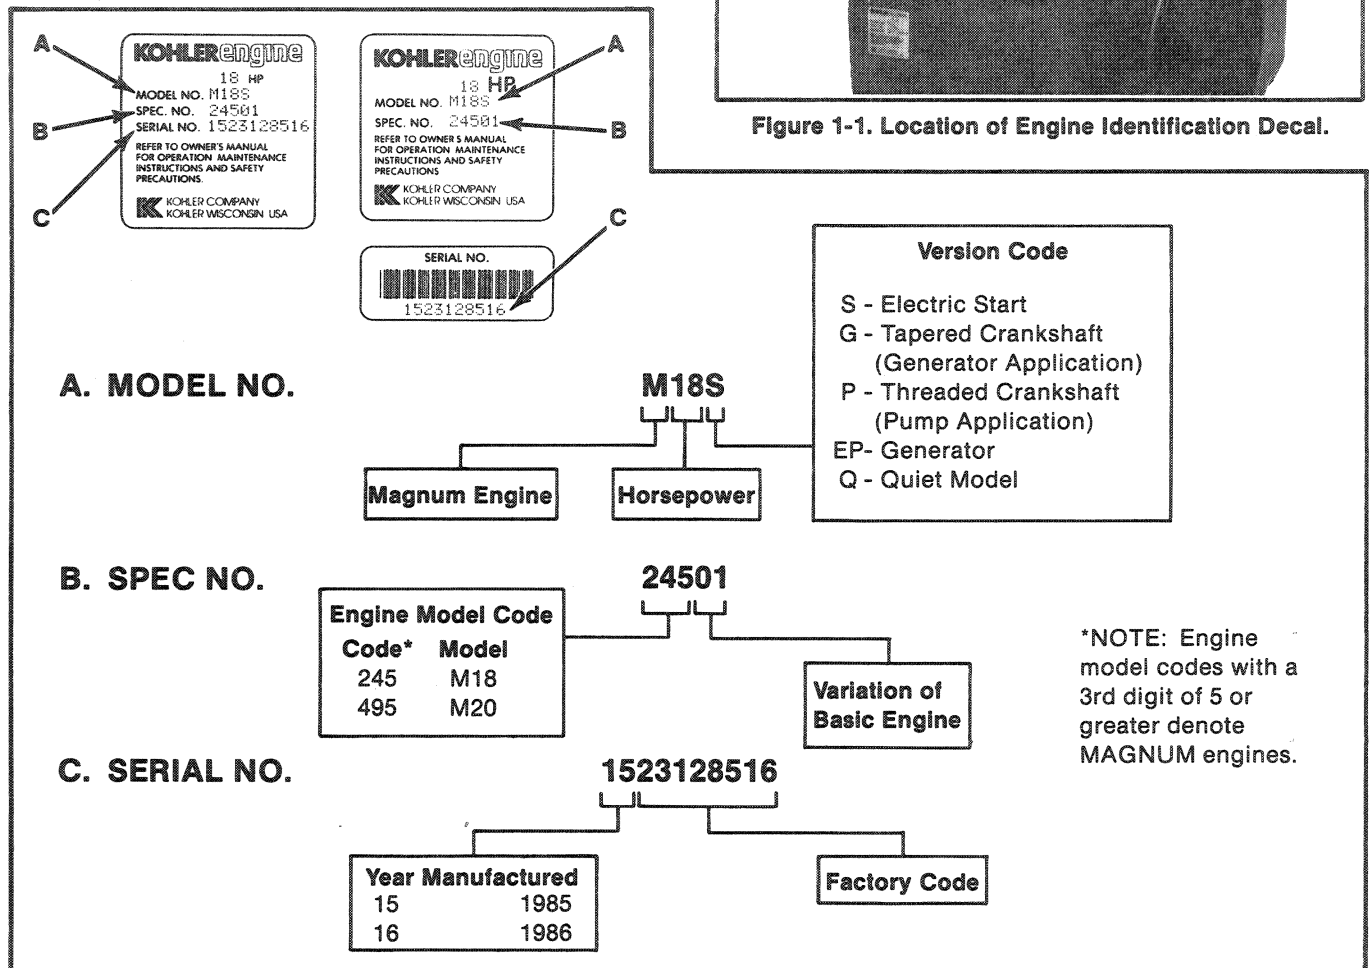 A
KOHLERengine
18 HP
MODEL NO. M18S
B
SPEC. NO. 24501
SERIAL NO. 1523128516
REFER TO OWNER'S MANUAL
FOR OPERATION MAINTENANCE
INSTRUCTIONS AND SAFETY
PRECAUTIONS.
C
KOHLER COMPANY
KOHLER WISCONSIN USA
A
KOHLERengine
18 HP
MODEL NO. M18S
SPEC. NO. 24501
B
REFER TO OWNERS MANUAL
FOR OPERATION MAINTENANCE
INSTRUCTIONS AND SAFETY
PRECAUTIONS
KOHLER COMPANY
KOHLER WISCONSIN USA
C
SERIAL NO.
1523128516
Figure 1-1. Location of Engine Identification Decal.
Version Code
S - Electric Start
G - Tapered Crankshaft
(Generator Application)
P - Threaded Crankshaft
(Pump Application)
EP- Generator
Q - Quiet Model
A. MODEL NO. M18S
Magnum Engine
Horsepower
B. SPEC NO. 24501
Engine Model Code
Code* Model
245 M18
495 M20
Variation of
Basic Engine
*NOTE: Engine
model codes with a
3rd digit of 5 or
greater denote
MAGNUM engines.
C. SERIAL NO. 1523128516
Year Manufactured
15 1985
16 1986
Factory Code